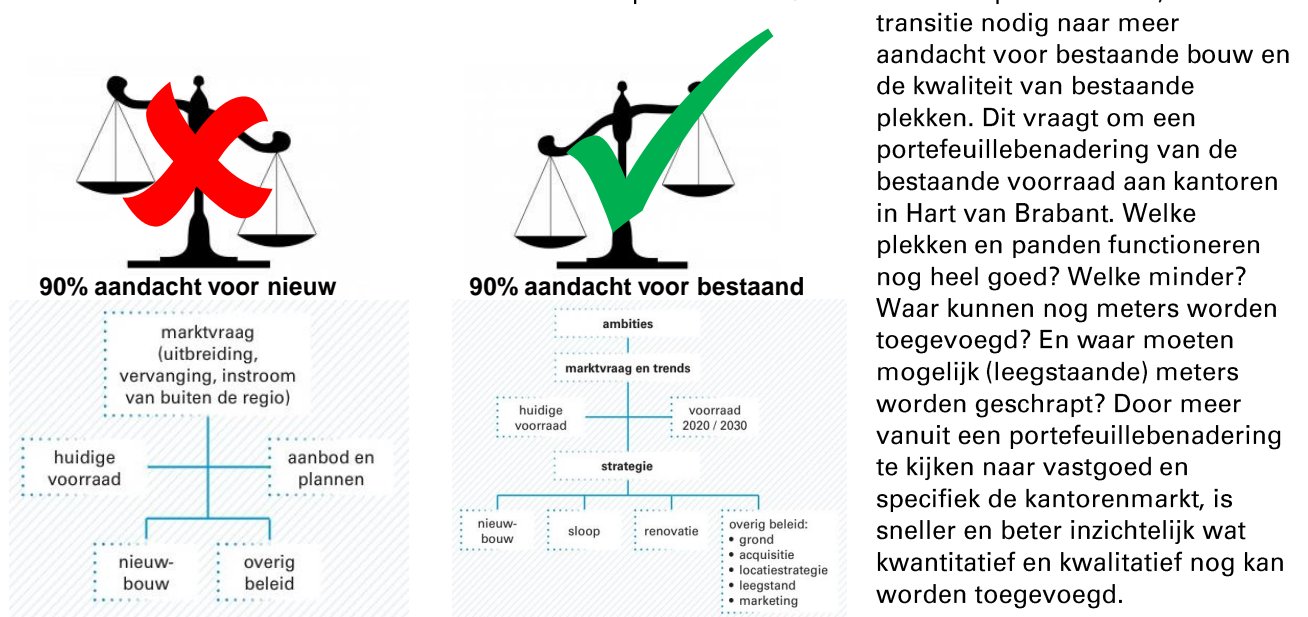 90% aandacht voor nieuw
marktvraag
(uitbreiding,
vervanging, instroom
van buiten de regio)
huidige
voorraad
aanbod en
plannen
nieuw-
bouw
overig
beleid
90% aandacht voor bestaand
ambities
marktvraag en trends
huidige
voorraad
voorraad
2020 / 2030
strategie
nieuw-
bouw
sloop
renovatie
overig beleid:
• grond
• acquisitie
• locatiestrategie
• leegstand
• marketing
transitie nodig naar meer
aandacht voor bestaande bouw en
de kwaliteit van bestaande
plekken. Dit vraagt om een
portefeuillebenadering van de
bestaande voorraad aan kantoren
in Hart van Brabant. Welke
plekken en panden functioneren
nog heel goed? Welke minder?
Waar kunnen nog meters worden
toegevoegd? En waar moeten
mogelijk (leegstaande) meters
worden geschrapt? Door meer
vanuit een portefeuillebenadering
te kijken naar vastgoed en
specifiek de kantorenmarkt, is
sneller en beter inzichtelijk wat
kwantitatief en kwalitatief nog kan
worden toegevoegd.